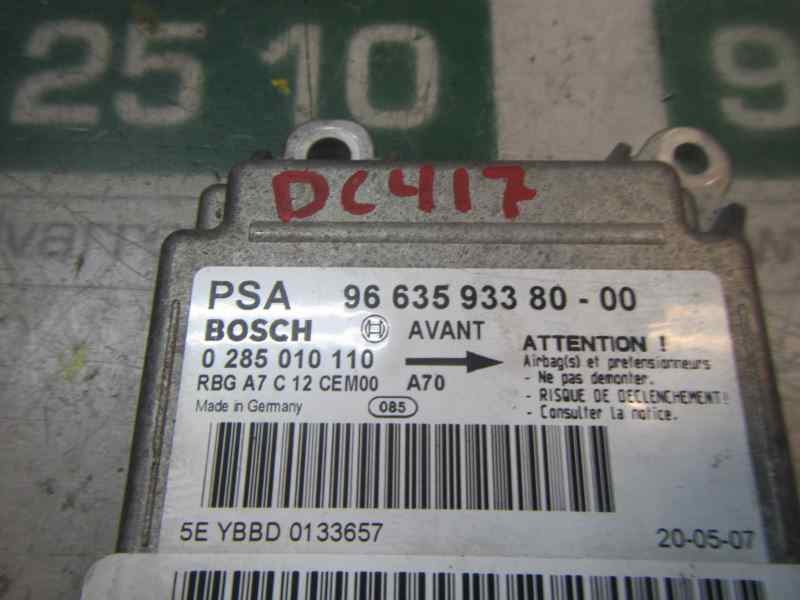 25 10
9
DC417
PSA 96 635 933 80 - 00
BOSCH AVANT
0 285 010 110
RBG A7 C 12 CEM00 A70
Made in Germany 085
ATTENTION !
Airbag(s) et pretensionneurs
- Ne pas demonter.
- RISQUE DE DECLENCHEMENT!
- Consulter la notice.
5E YBBD 0133657 20-05-07